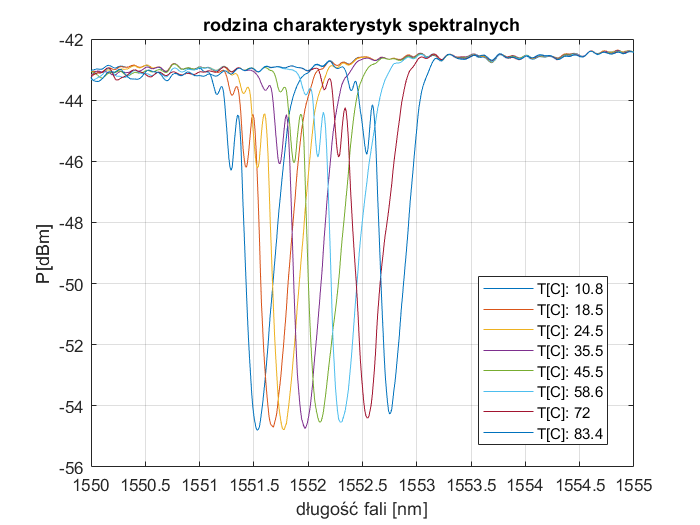 rodzina charakterystyk spektralnych
-42
-44
-46
-48
-50
-52
-54
-56
P[dBm]
T[C]: 10.8
T[C]: 18.5
T[C]: 24.5
T[C]: 35.5
T[C]: 45.5
T[C]: 58.6
T[C]: 72
T[C]: 83.4
1550 1550.5 1551 1551.5 1552 1552.5 1553 1553.5 1554 1554.5 1555
długość fali [nm]